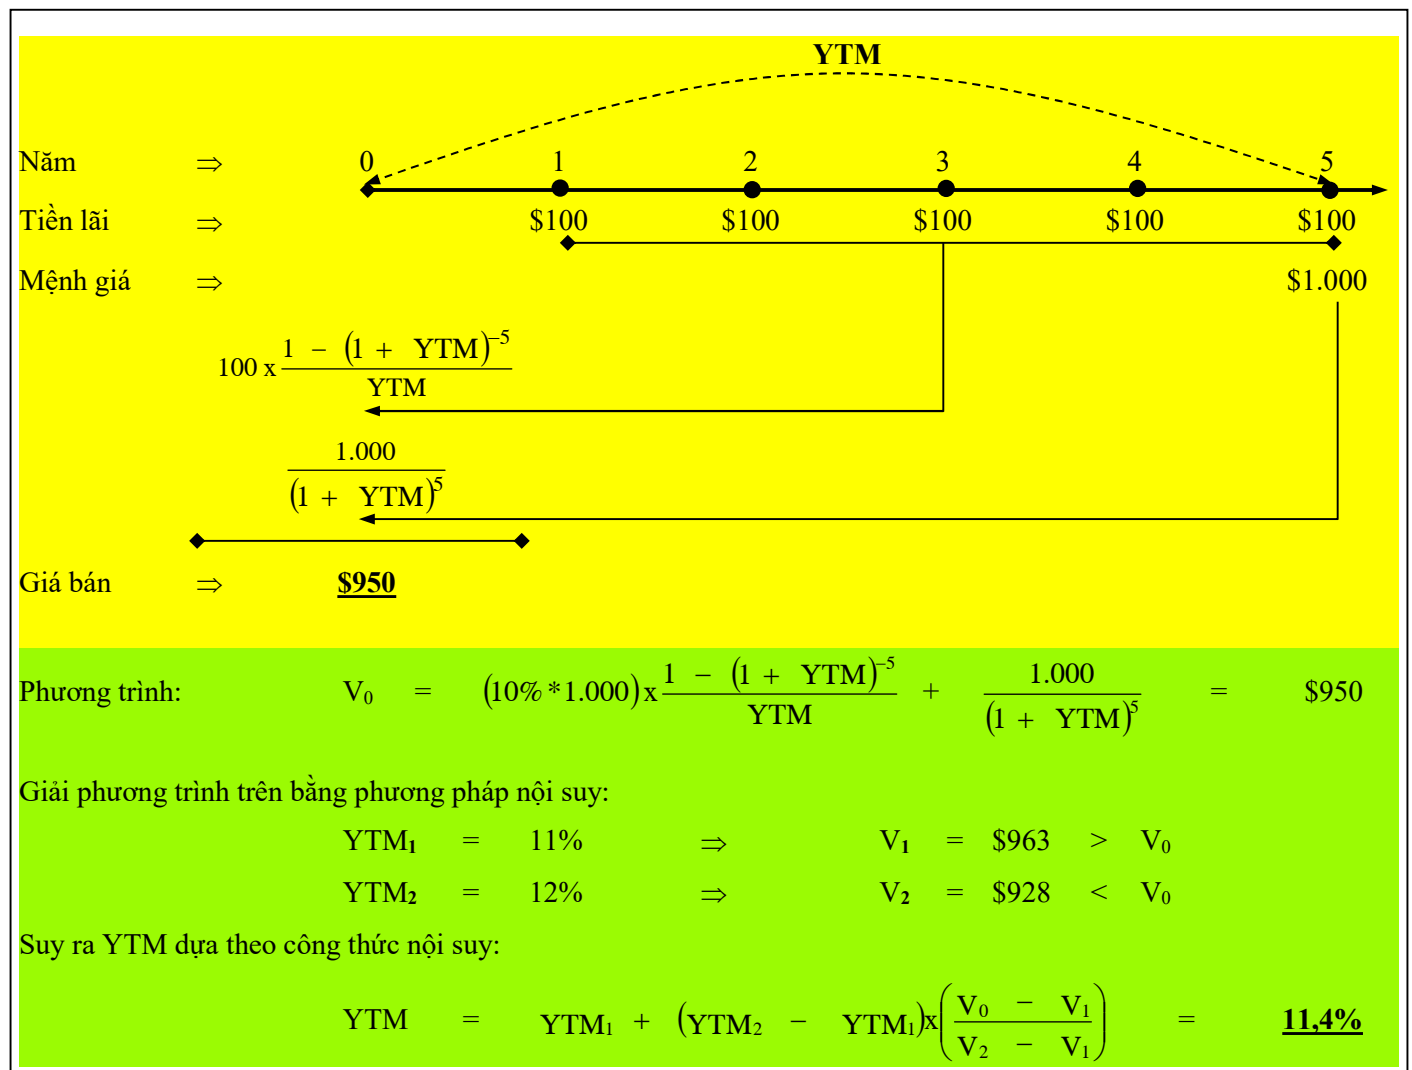 YTM
Năm ⇒ 0 1 2 3 4 5
Tiền lãi ⇒ $100 $100 $100 $100 $100
Mệnh giá ⇒ $1.000
100 x (1 − (1 + YTM)⁻⁵) / YTM
1.000 / (1 + YTM)⁵
Giá bán ⇒ $950
Phương trình: V₀ = (10% *1.000) x (1 − (1 + YTM)⁻⁵) / YTM + 1.000 / (1 + YTM)⁵ = $950
Giải phương trình trên bằng phương pháp nội suy:
YTM₁ = 11% ⇒ V₁ = $963 > V₀
YTM₂ = 12% ⇒ V₂ = $928 < V₀
Suy ra YTM dựa theo công thức nội suy:
YTM = YTM₁ + (YTM₂ − YTM₁)x((V₀ − V₁) / (V₂ − V₁)) = 11,4%